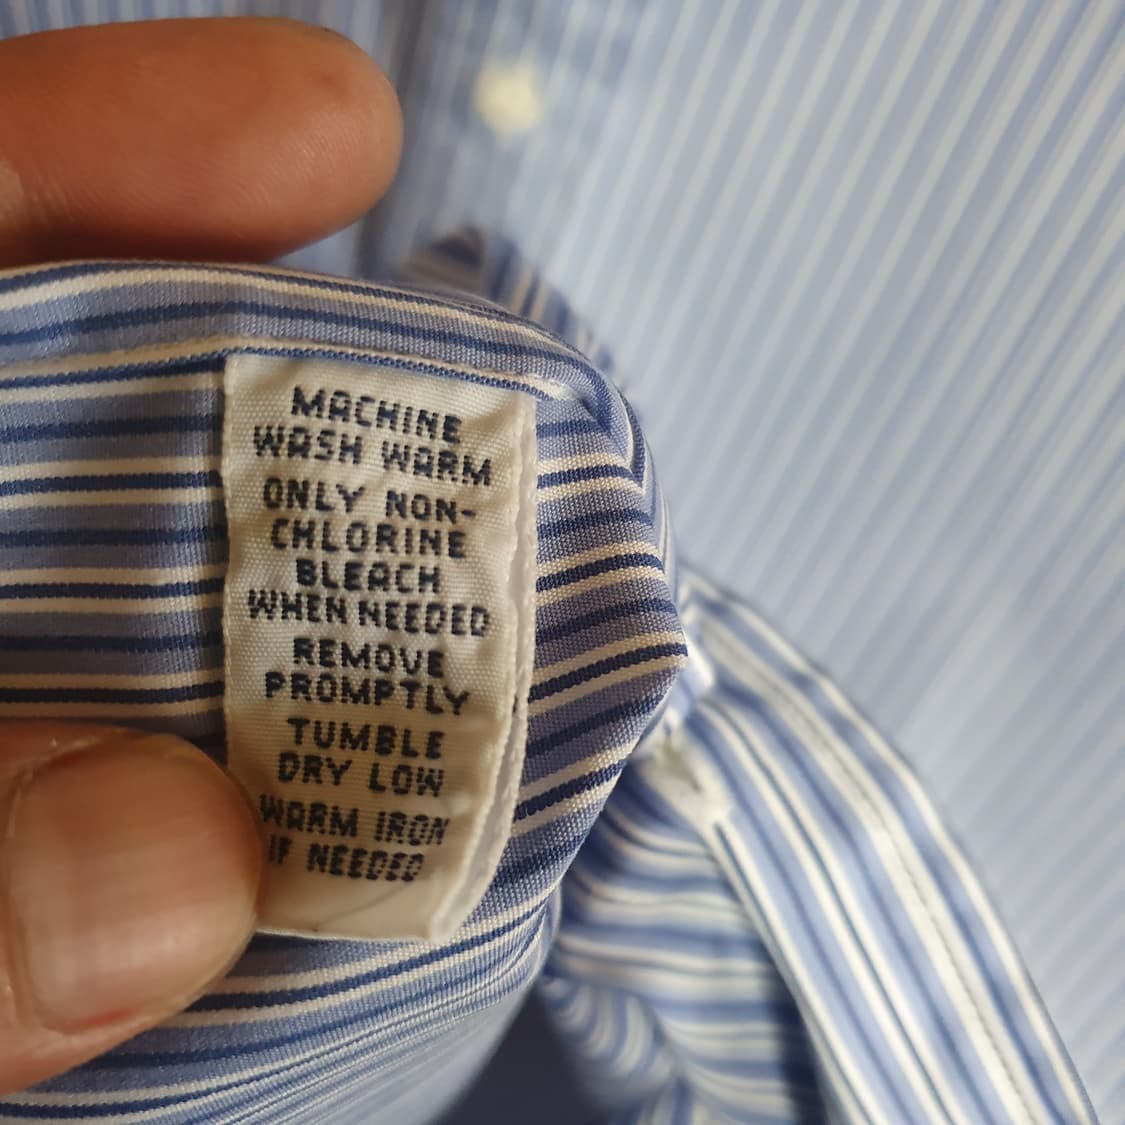 MACHINE
WASH WARM
ONLY NON-
CHLORINE
BLEACH
WHEN NEEDED
REMOVE
PROMPTLY
TUMBLE
DRY LOW
WARM IRON
IF NEEDED